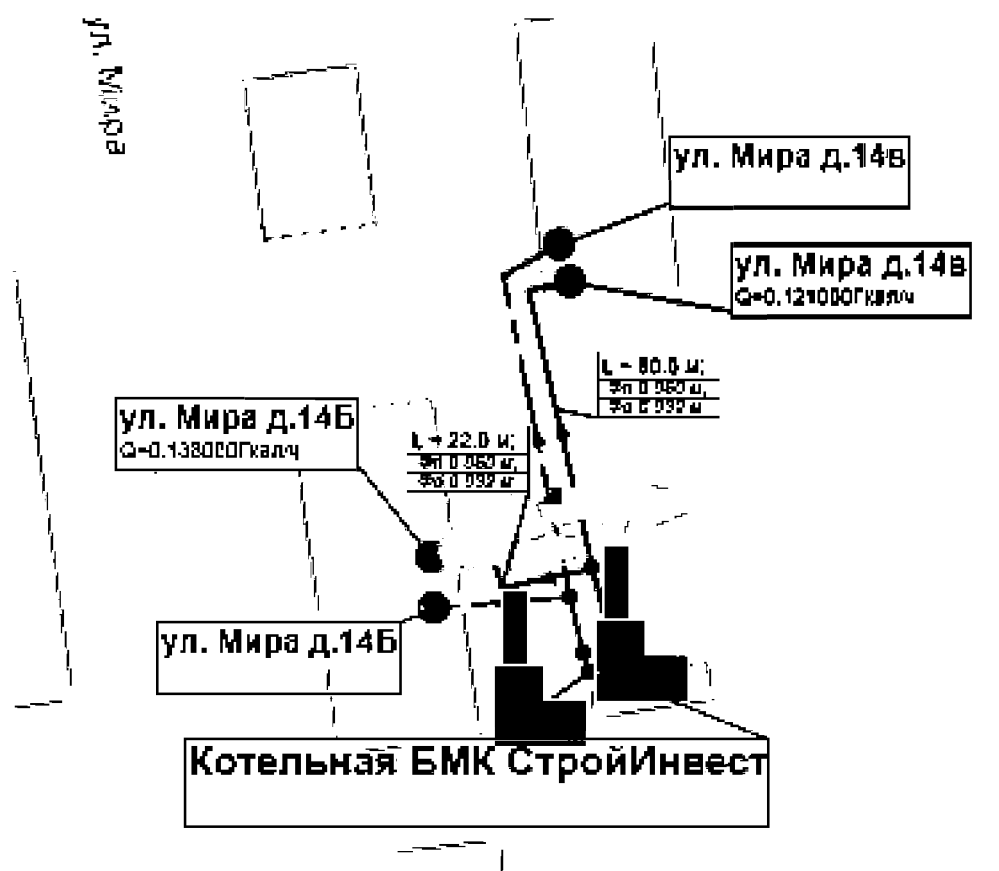 ул. Мира
ул. Мира д.14в
ул. Мира д.14в
Q=0.121000Гкал/ч
L = 80.0 м;
ул. Мира д.14Б
Q=0.138000Гкал/ч
L = 22.0 м;
ул. Мира д.14Б
Котельная БМК СтройИнвест